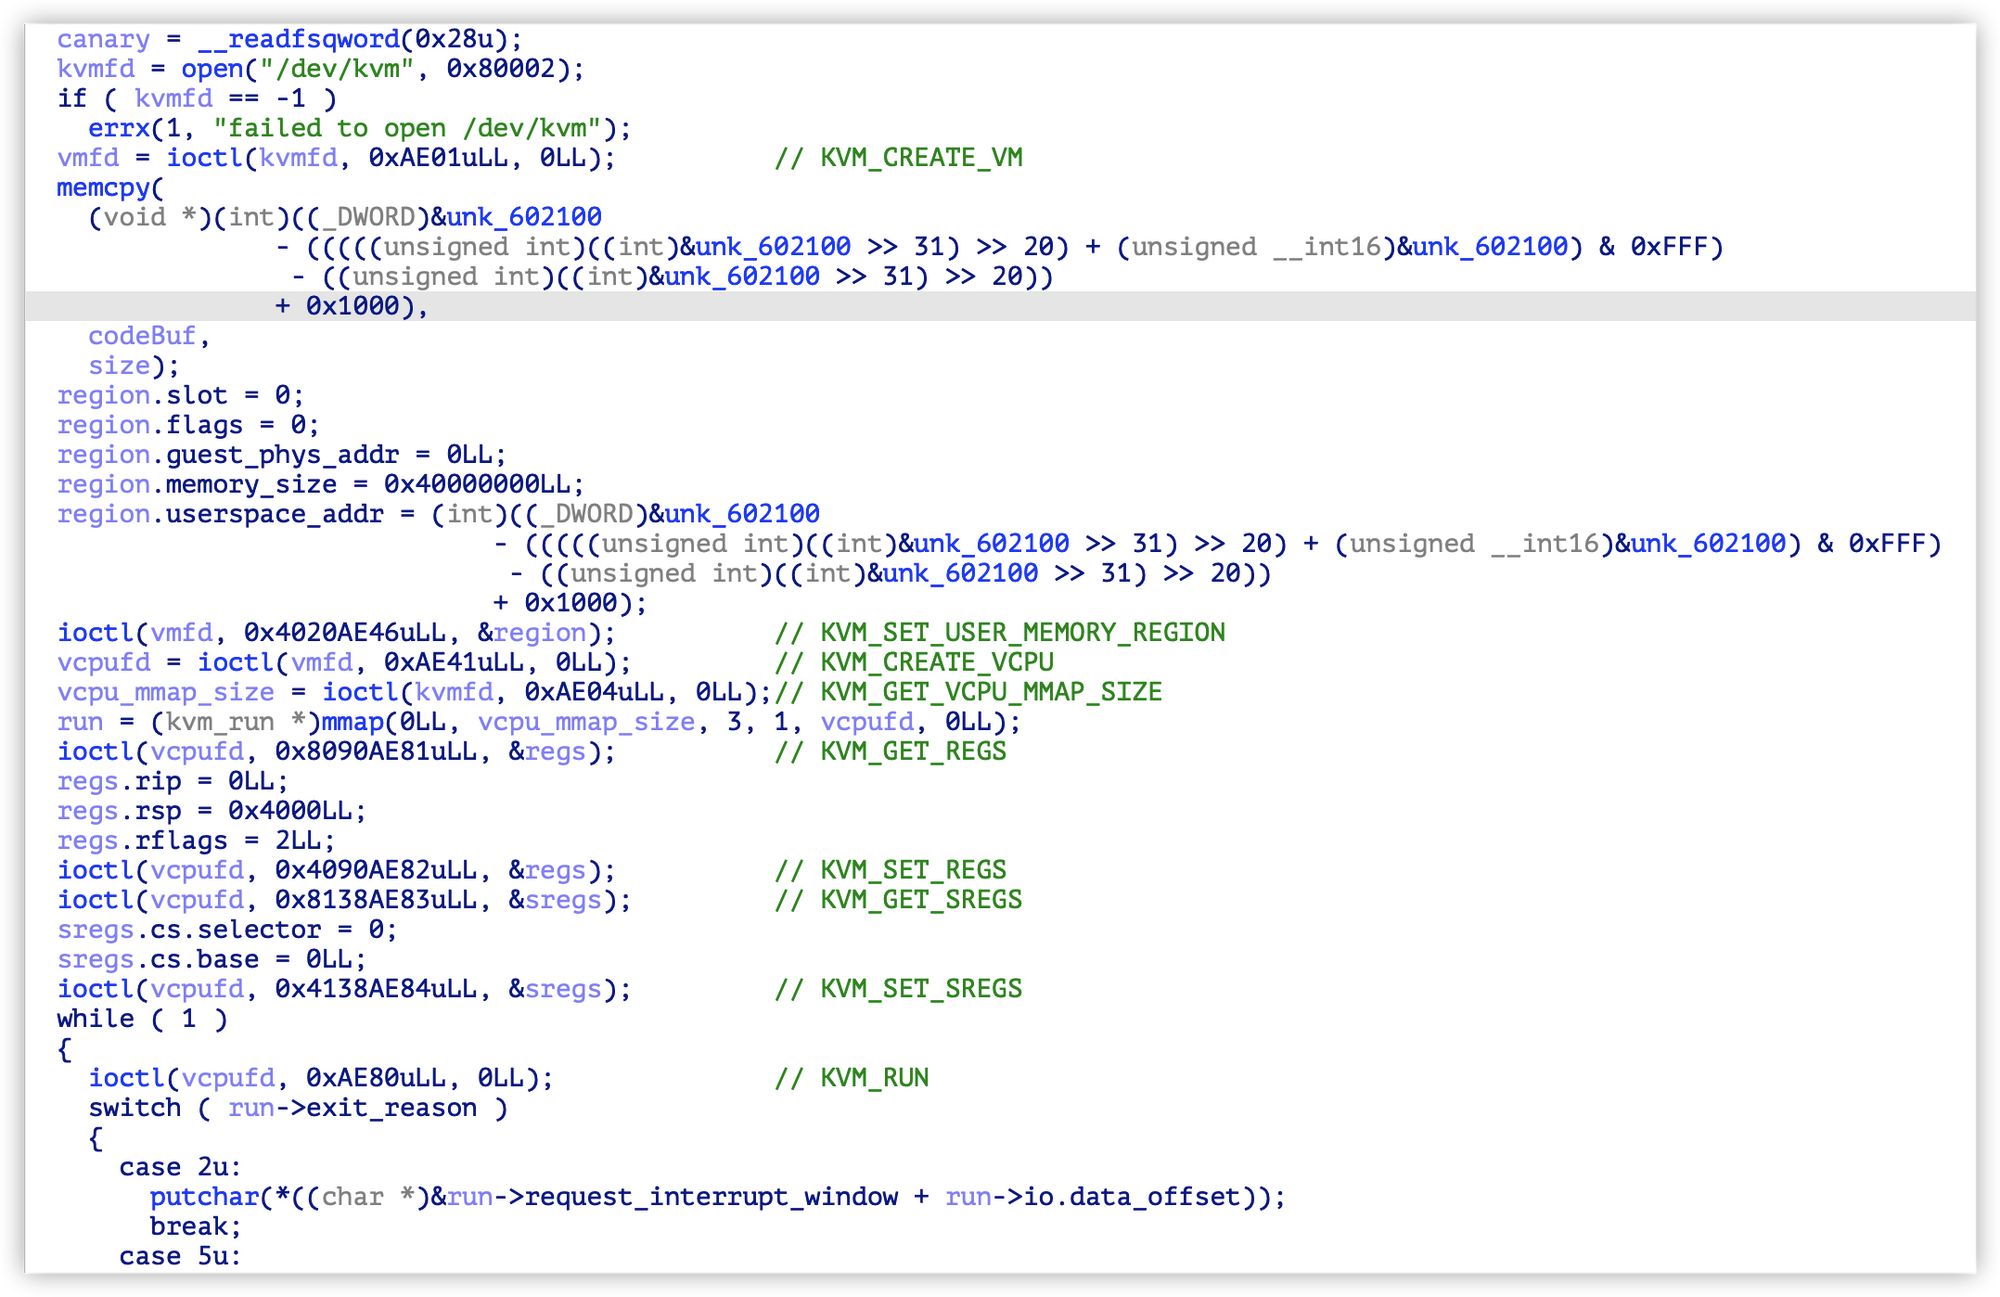 canary = __readfsqword(0x28u);
kvmfd = open("/dev/kvm", 0x80002);
if ( kvmfd == -1 )
errx(1, "failed to open /dev/kvm");
vmfd = ioctl(kvmfd, 0xAE01uLL, 0LL); // KVM_CREATE_VM
memcpy(
(void *)(int)((_DWORD)&unk_602100
- (((((unsigned int)((int)&unk_602100 >> 31) >> 20) + (unsigned __int16)&unk_602100) & 0xFFF)
- ((unsigned int)((int)&unk_602100 >> 31) >> 20))
+ 0x1000),
codeBuf,
size);
region.slot = 0;
region.flags = 0;
region.guest_phys_addr = 0LL;
region.memory_size = 0x40000000LL;
region.userspace_addr = (int)((_DWORD)&unk_602100
- (((((unsigned int)((int)&unk_602100 >> 31) >> 20) + (unsigned __int16)&unk_602100) & 0xFFF)
- ((unsigned int)((int)&unk_602100 >> 31) >> 20))
+ 0x1000);
ioctl(vmfd, 0x4020AE46uLL, &region); // KVM_SET_USER_MEMORY_REGION
vcpufd = ioctl(vmfd, 0xAE41uLL, 0LL); // KVM_CREATE_VCPU
vcpu_mmap_size = ioctl(kvmfd, 0xAE04uLL, 0LL);// KVM_GET_VCPU_MMAP_SIZE
run = (kvm_run *)mmap(0LL, vcpu_mmap_size, 3, 1, vcpufd, 0LL);
ioctl(vcpufd, 0x8090AE81uLL, &regs); // KVM_GET_REGS
regs.rip = 0LL;
regs.rsp = 0x4000LL;
regs.rflags = 2LL;
ioctl(vcpufd, 0x4090AE82uLL, &regs); // KVM_SET_REGS
ioctl(vcpufd, 0x8138AE83uLL, &sregs); // KVM_GET_SREGS
sregs.cs.selector = 0;
sregs.cs.base = 0LL;
ioctl(vcpufd, 0x4138AE84uLL, &sregs); // KVM_SET_SREGS
while ( 1 )
{
ioctl(vcpufd, 0xAE80uLL, 0LL); // KVM_RUN
switch ( run->exit_reason )
{
case 2u:
putchar(*((char *)&run->request_interrupt_window + run->io.data_offset));
break;
case 5u: